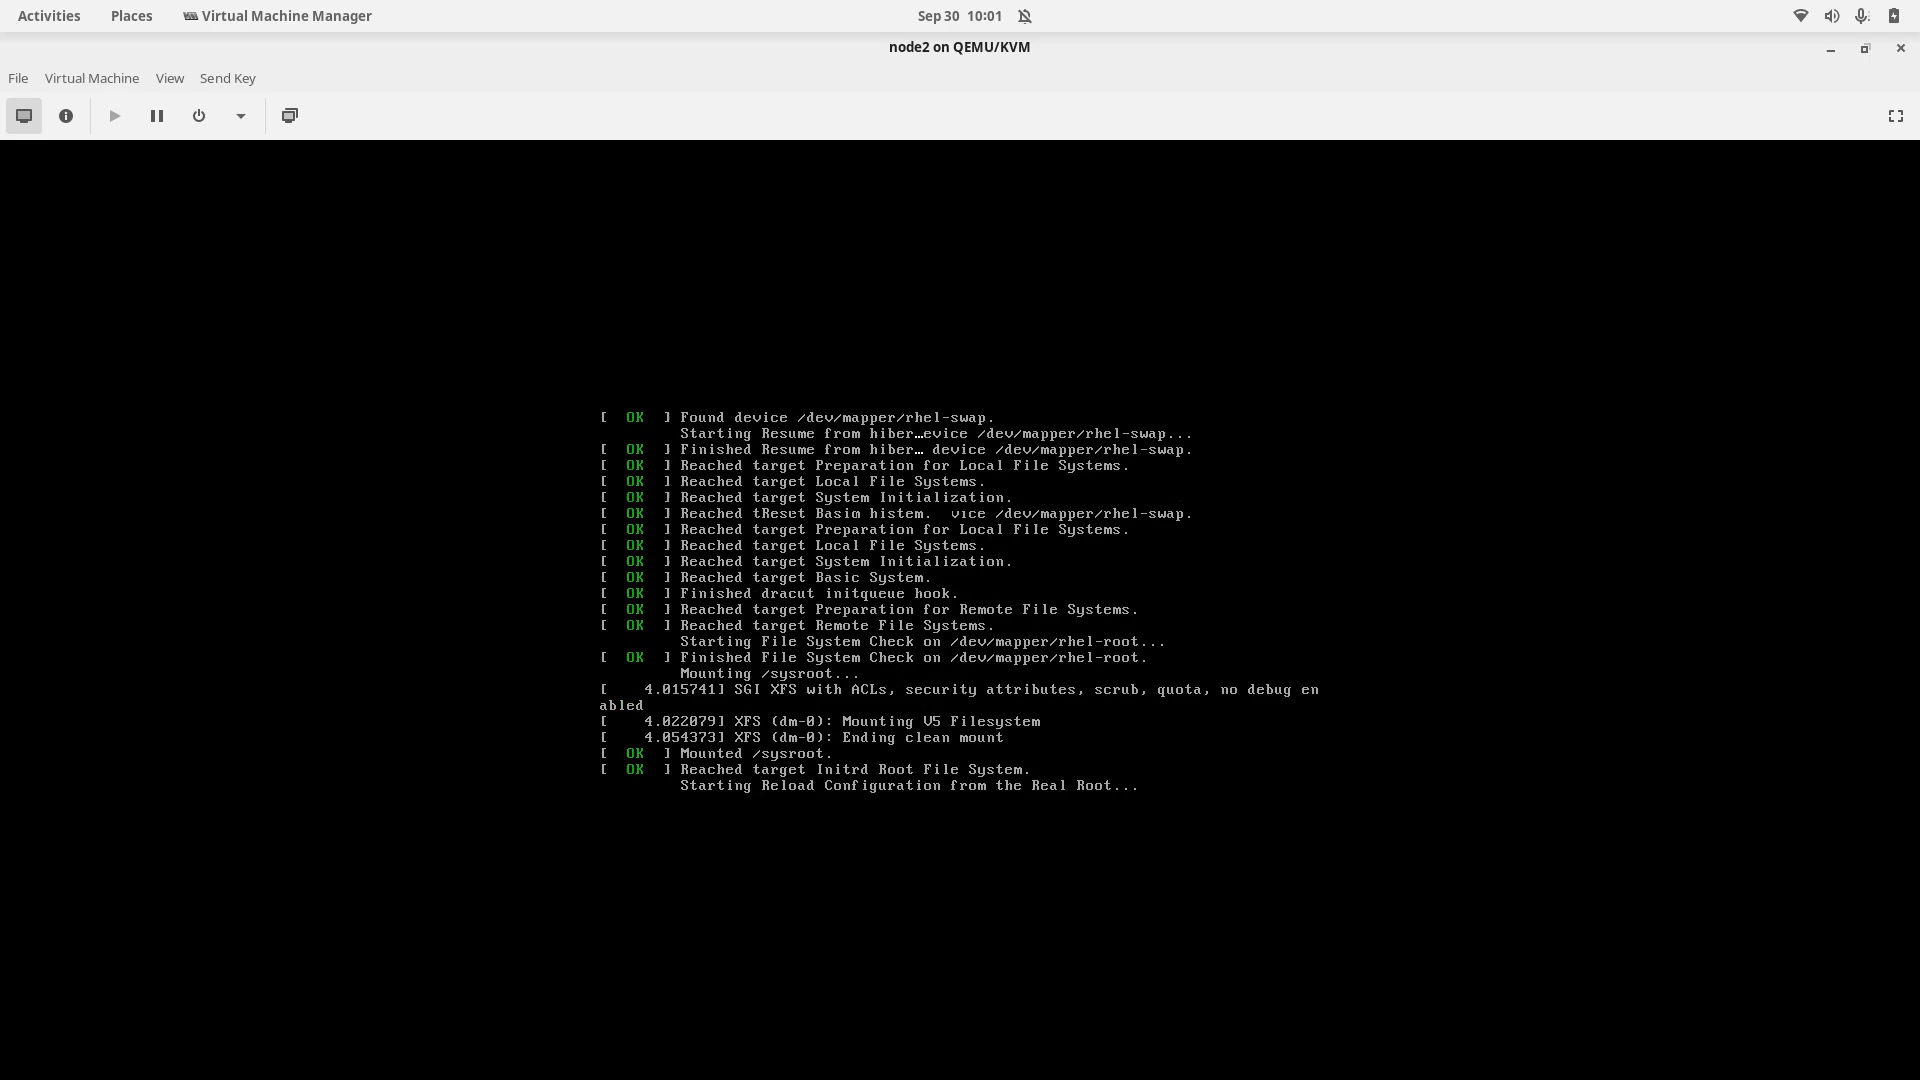 Activities Places Virtual Machine Manager Sep 30 10:01
node2 on QEMU/KVM
File Virtual Machine View Send Key
[  OK  ] Found device /dev/mapper/rhel-swap.
         Starting Resume from hiber…evice /dev/mapper/rhel-swap...
[  OK  ] Finished Resume from hiber… device /dev/mapper/rhel-swap.
[  OK  ] Reached target Preparation for Local File Systems.
[  OK  ] Reached target Local File Systems.
[  OK  ] Reached target System Initialization.
[  OK  ] Reached tReset Basim histem.  vice /dev/mapper/rhel-swap.
[  OK  ] Reached target Preparation for Local File Systems.
[  OK  ] Reached target Local File Systems.
[  OK  ] Reached target System Initialization.
[  OK  ] Reached target Basic System.
[  OK  ] Finished dracut initqueue hook.
[  OK  ] Reached target Preparation for Remote File Systems.
[  OK  ] Reached target Remote File Systems.
         Starting File System Check on /dev/mapper/rhel-root...
[  OK  ] Finished File System Check on /dev/mapper/rhel-root.
         Mounting /sysroot...
[    4.015741] SGI XFS with ACLs, security attributes, scrub, quota, no debug en
abled
[    4.022079] XFS (dm-0): Mounting V5 Filesystem
[    4.054373] XFS (dm-0): Ending clean mount
[  OK  ] Mounted /sysroot.
[  OK  ] Reached target Initrd Root File System.
         Starting Reload Configuration from the Real Root...